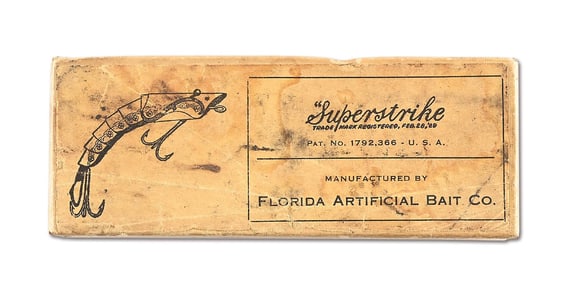 "Superstrike
TRADE MARK REGISTERED, FEB. 26,'29
PAT. NO. 1792,366 - U. S. A.
MANUFACTURED BY
FLORIDA ARTIFICIAL BAIT CO.